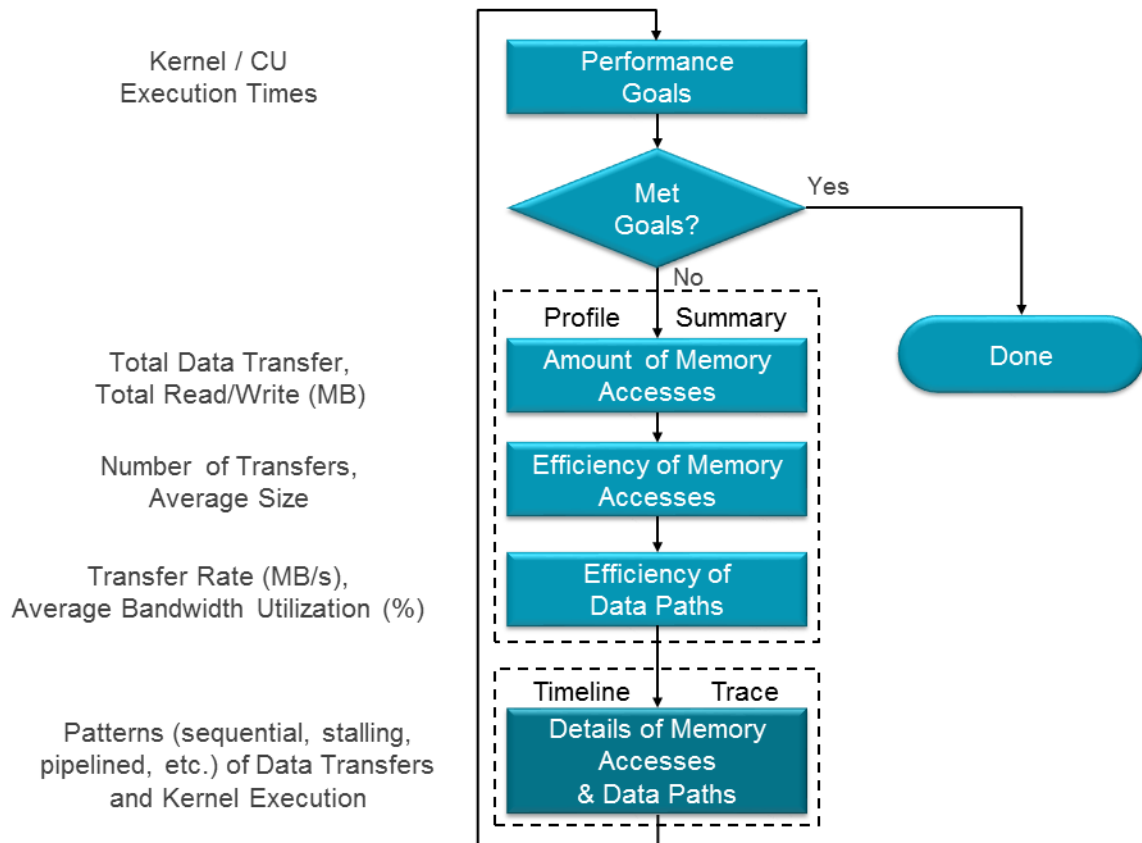 Kernel / CU
Execution Times
Performance
Goals
Met
Goals?
Yes
No
Profile Summary
Done
Total Data Transfer,
Total Read/Write (MB)
Amount of Memory
Accesses
Number of Transfers,
Average Size
Efficiency of Memory
Accesses
Transfer Rate (MB/s),
Average Bandwidth Utilization (%)
Efficiency of
Data Paths
Timeline Trace
Patterns (sequential, stalling,
pipelined, etc.) of Data Transfers
and Kernel Execution
Details of Memory
Accesses
& Data Paths